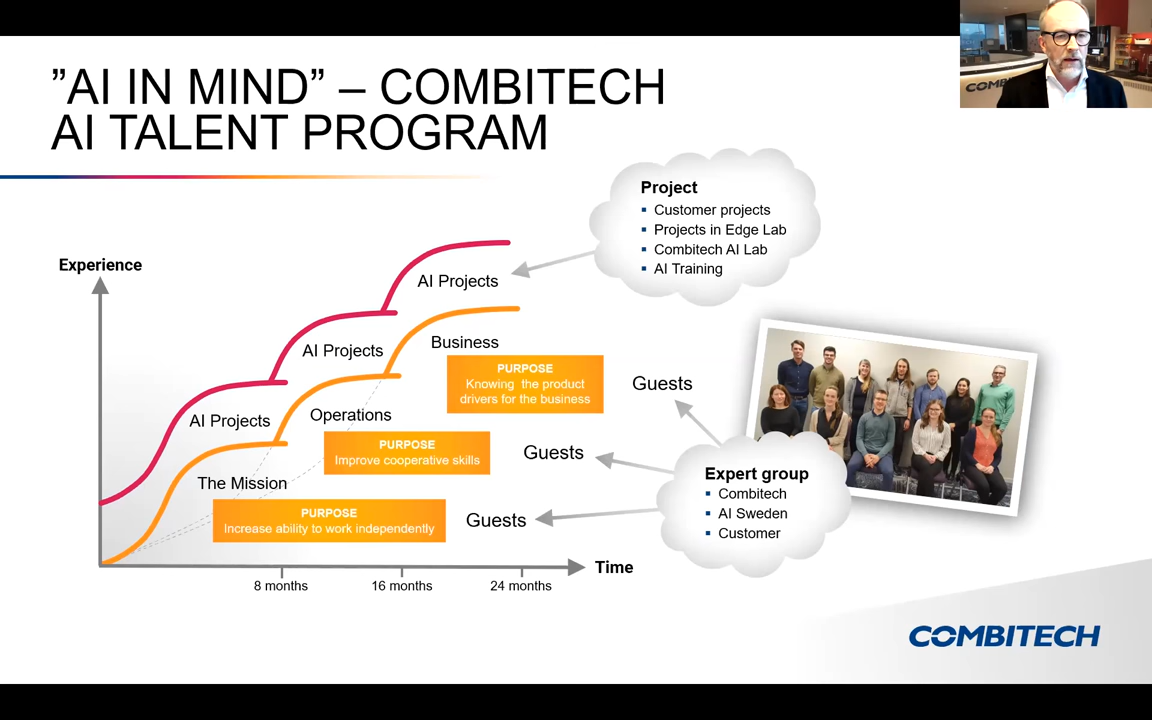 ”AI IN MIND” – COMBITECH
AI TALENT PROGRAM
COMB
Project
▪ Customer projects
▪ Projects in Edge Lab
▪ Combitech AI Lab
▪ AI Training
Experience
AI Projects
Business
PURPOSE
Knowing the product
drivers for the business
AI Projects
Guests
Operations
AI Projects
PURPOSE
Improve cooperative skills
Guests
The Mission
PURPOSE
Increase ability to work independently
Guests
Expert group
▪ Combitech
▪ AI Sweden
▪ Customer
Time
8 months
16 months
24 months
COMBITECH